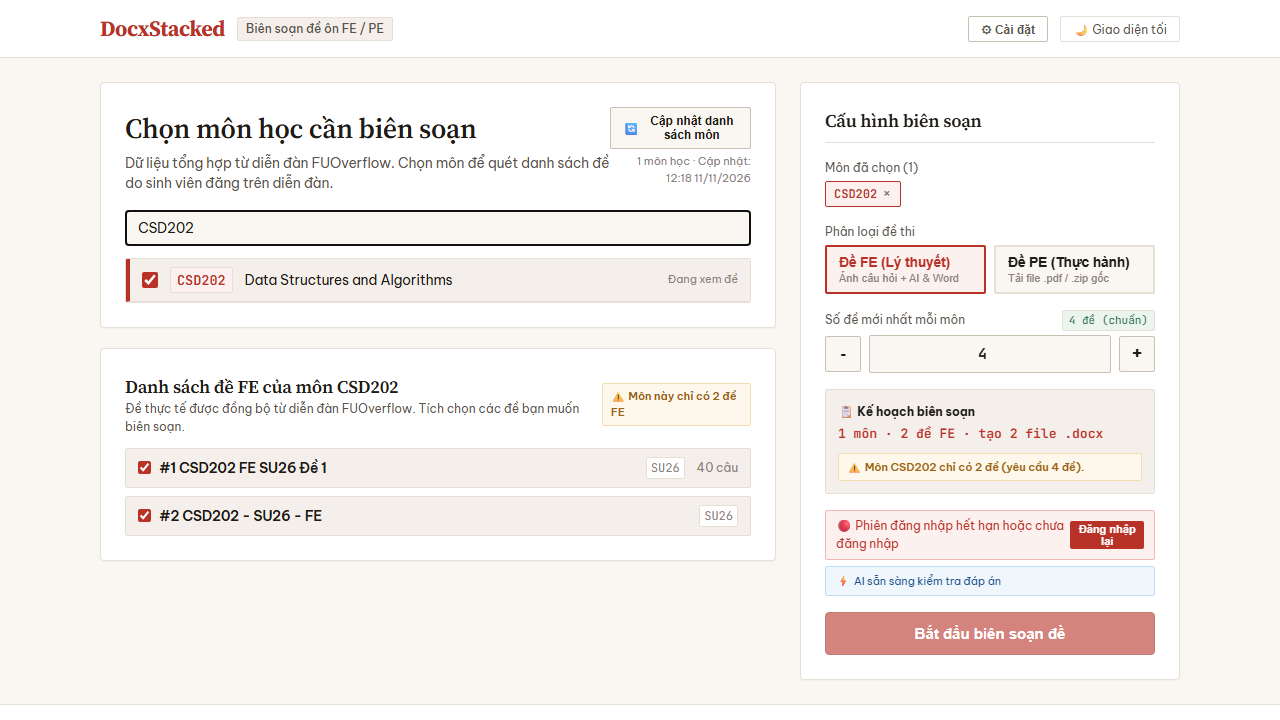 DocxStacked
Biên soạn đề ôn FE / PE
⚙ Cài đặt
🌙 Giao diện tối
Chọn môn học cần biên soạn
Dữ liệu tổng hợp từ diễn đàn FUOverflow. Chọn môn để quét danh sách đề
do sinh viên đăng trên diễn đàn.
🔄 Cập nhật danh
sách môn
1 môn học · Cập nhật:
12:18 11/11/2026
CSD202
CSD202 Data Structures and Algorithms Đang xem đề
Danh sách đề FE của môn CSD202
Đề thực tế được đồng bộ từ diễn đàn FUOverflow. Tích chọn các đề bạn muốn
biên soạn.
⚠️ Môn này chỉ có 2 đề
FE
#1 CSD202 FE SU26 Đề 1 SU26 40 câu
#2 CSD202 - SU26 - FE SU26
Cấu hình biên soạn
Môn đã chọn (1)
CSD202 ×
Phân loại đề thi
Đề FE (Lý thuyết)
Ảnh câu hỏi + AI & Word
Đề PE (Thực hành)
Tải file .pdf / .zip gốc
Số đề mới nhất mỗi môn 4 đề (chuẩn)
- 4 +
📋 Kế hoạch biên soạn
1 môn · 2 đề FE · tạo 2 file .docx
⚠️ Môn CSD202 chỉ có 2 đề (yêu cầu 4 đề).
🔴 Phiên đăng nhập hết hạn hoặc chưa
đăng nhập
Đăng nhập
lại
⚡ AI sẵn sàng kiểm tra đáp án
Bắt đầu biên soạn đề